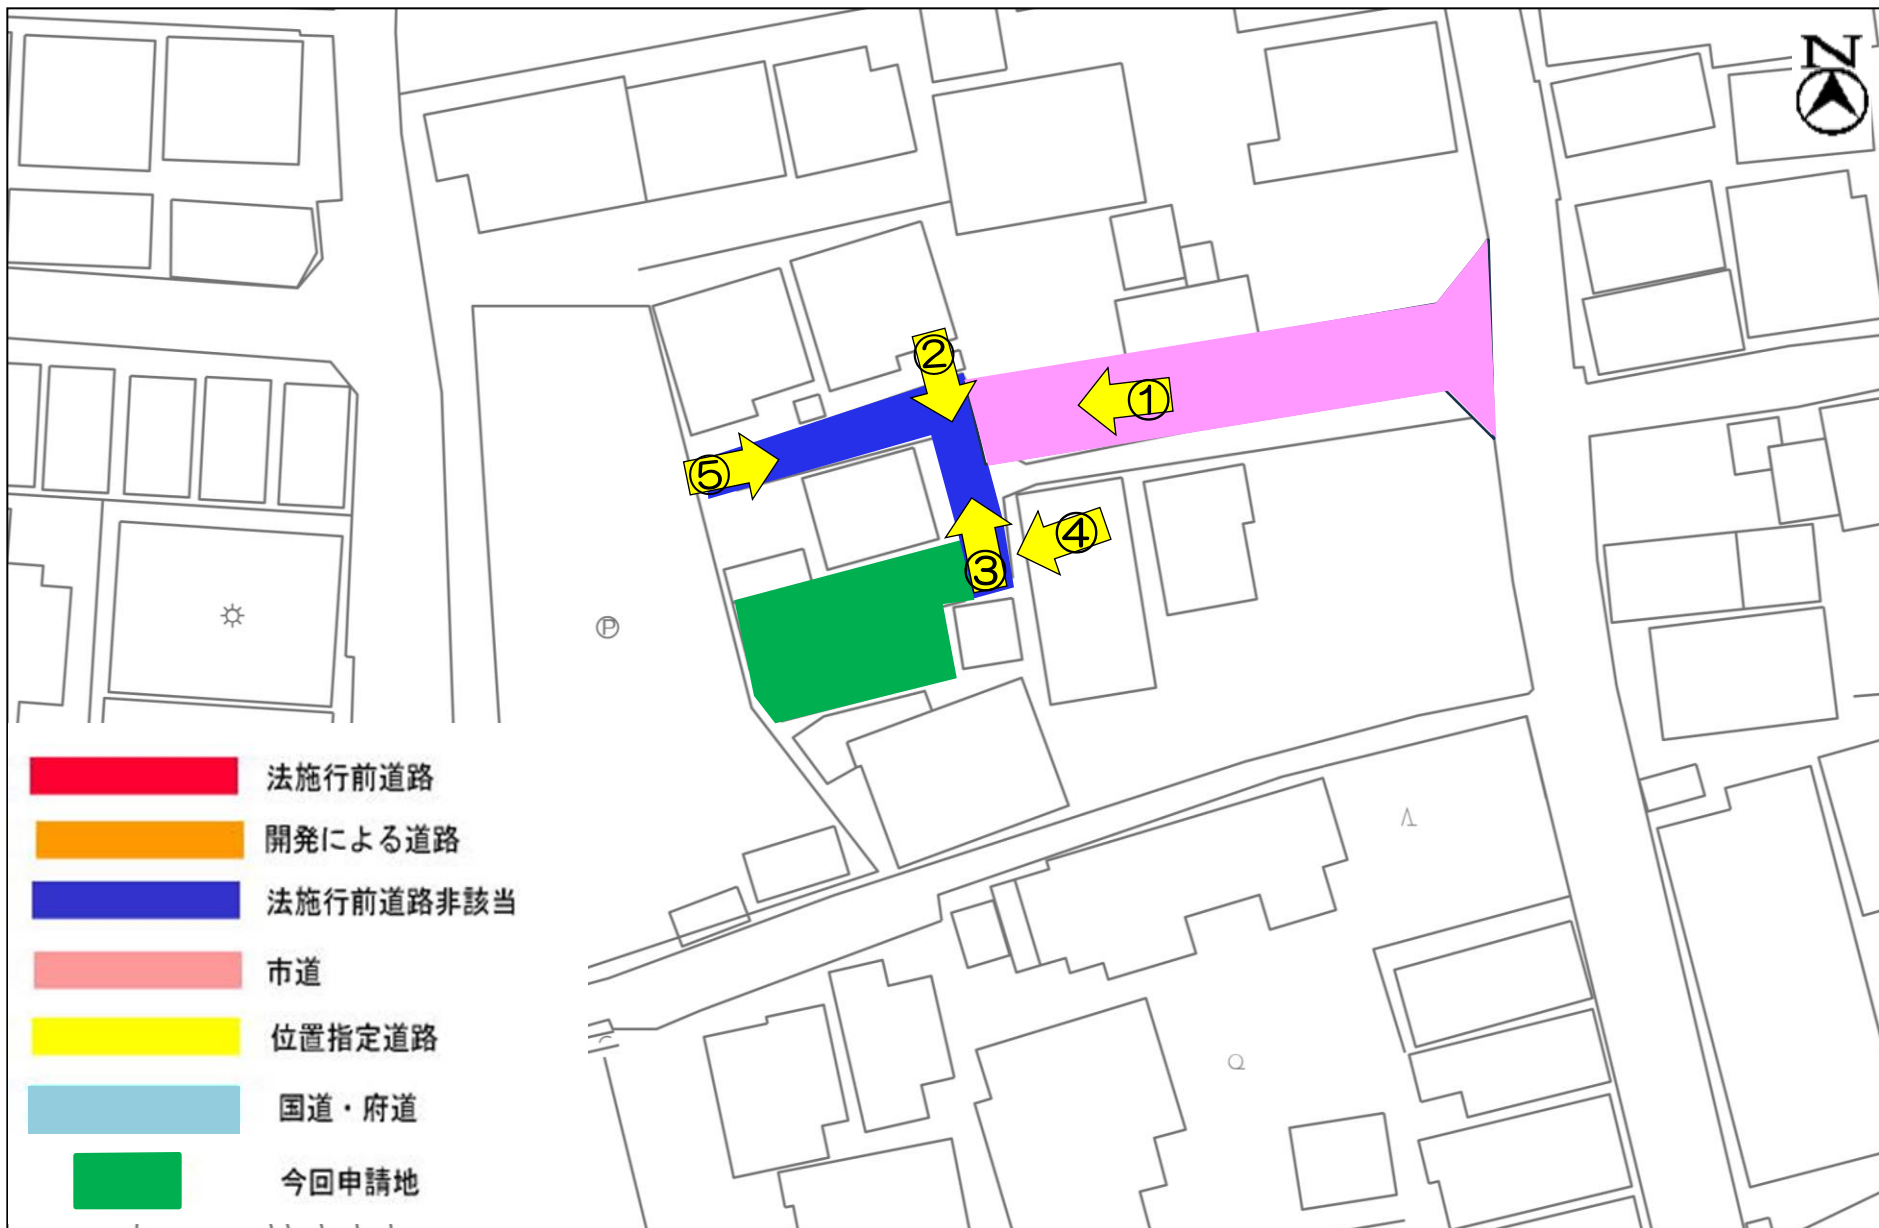 N
②
①
⑤
④
③
Ⓟ
法施行前道路
開発による道路
法施行前道路非該当
市道
位置指定道路
国道・府道
今回申請地